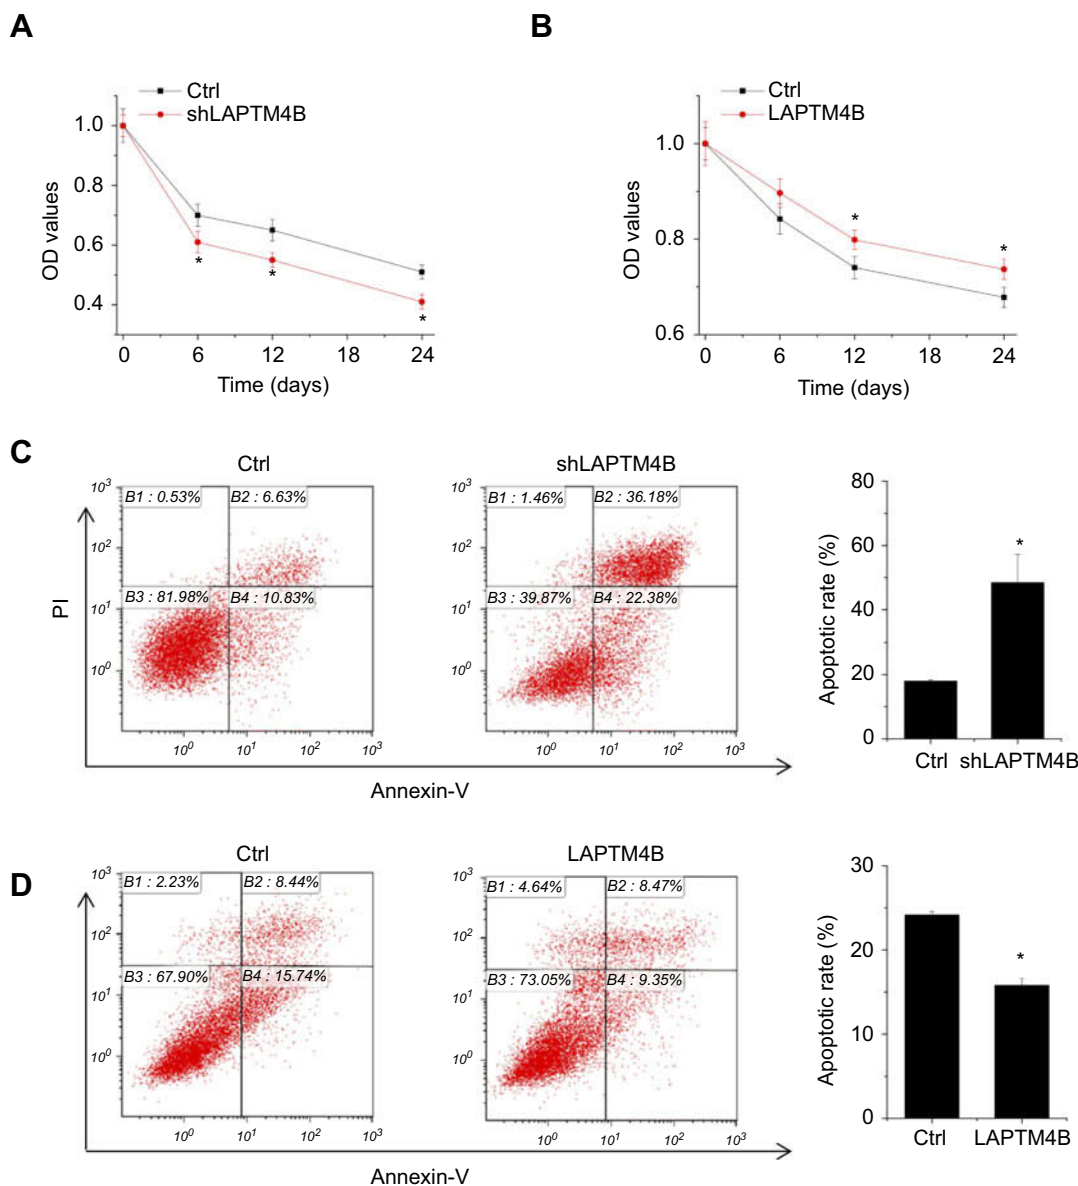 A
B
Ctrl
shLAPTM4B
1.0
0.8
0.6
0.4
OD values
0 6 12 18 24
Time (days)
Ctrl
LAPTM4B
1.0
0.8
0.6
OD values
0 6 12 18 24
Time (days)
* * *
* *
C
Ctrl
B1 : 0.53% B2 : 6.63%
B3 : 81.98% B4 : 10.83%
10³
10²
10¹
10⁰
10⁰ 10¹ 10² 10³
PI
shLAPTM4B
B1 : 1.46% B2 : 36.18%
B3 : 39.87% B4 : 22.38%
10³
10²
10¹
10⁰
10⁰ 10¹ 10² 10³
Annexin-V
80
60
40
20
0
Apoptotic rate (%)
*
Ctrl shLAPTM4B
D
Ctrl
B1 : 2.23% B2 : 8.44%
B3 : 67.90% B4 : 15.74%
10³
10²
10¹
10⁰
10⁰ 10¹ 10² 10³
LAPTM4B
B1 : 4.64% B2 : 8.47%
B3 : 73.05% B4 : 9.35%
10³
10²
10¹
10⁰
10⁰ 10¹ 10² 10³
Annexin-V
30
20
10
0
Apoptotic rate (%)
*
Ctrl LAPTM4B